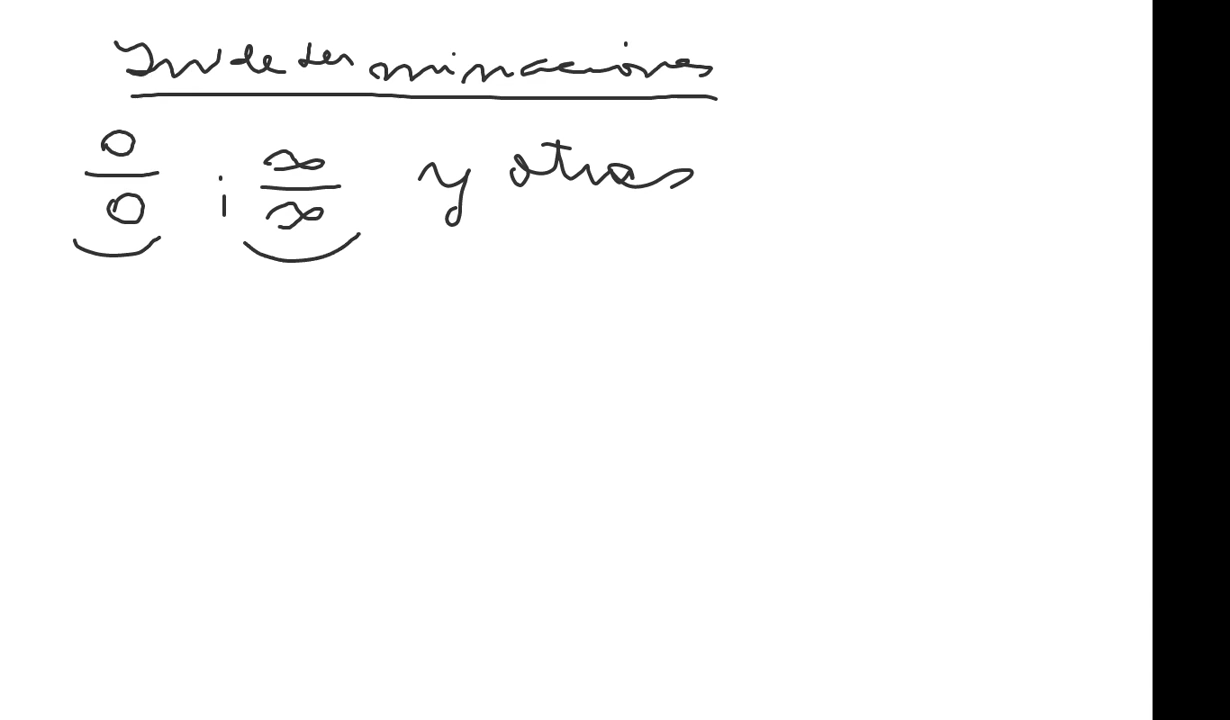 Indeterminaciones
0/0 ; ∞/∞ y otras